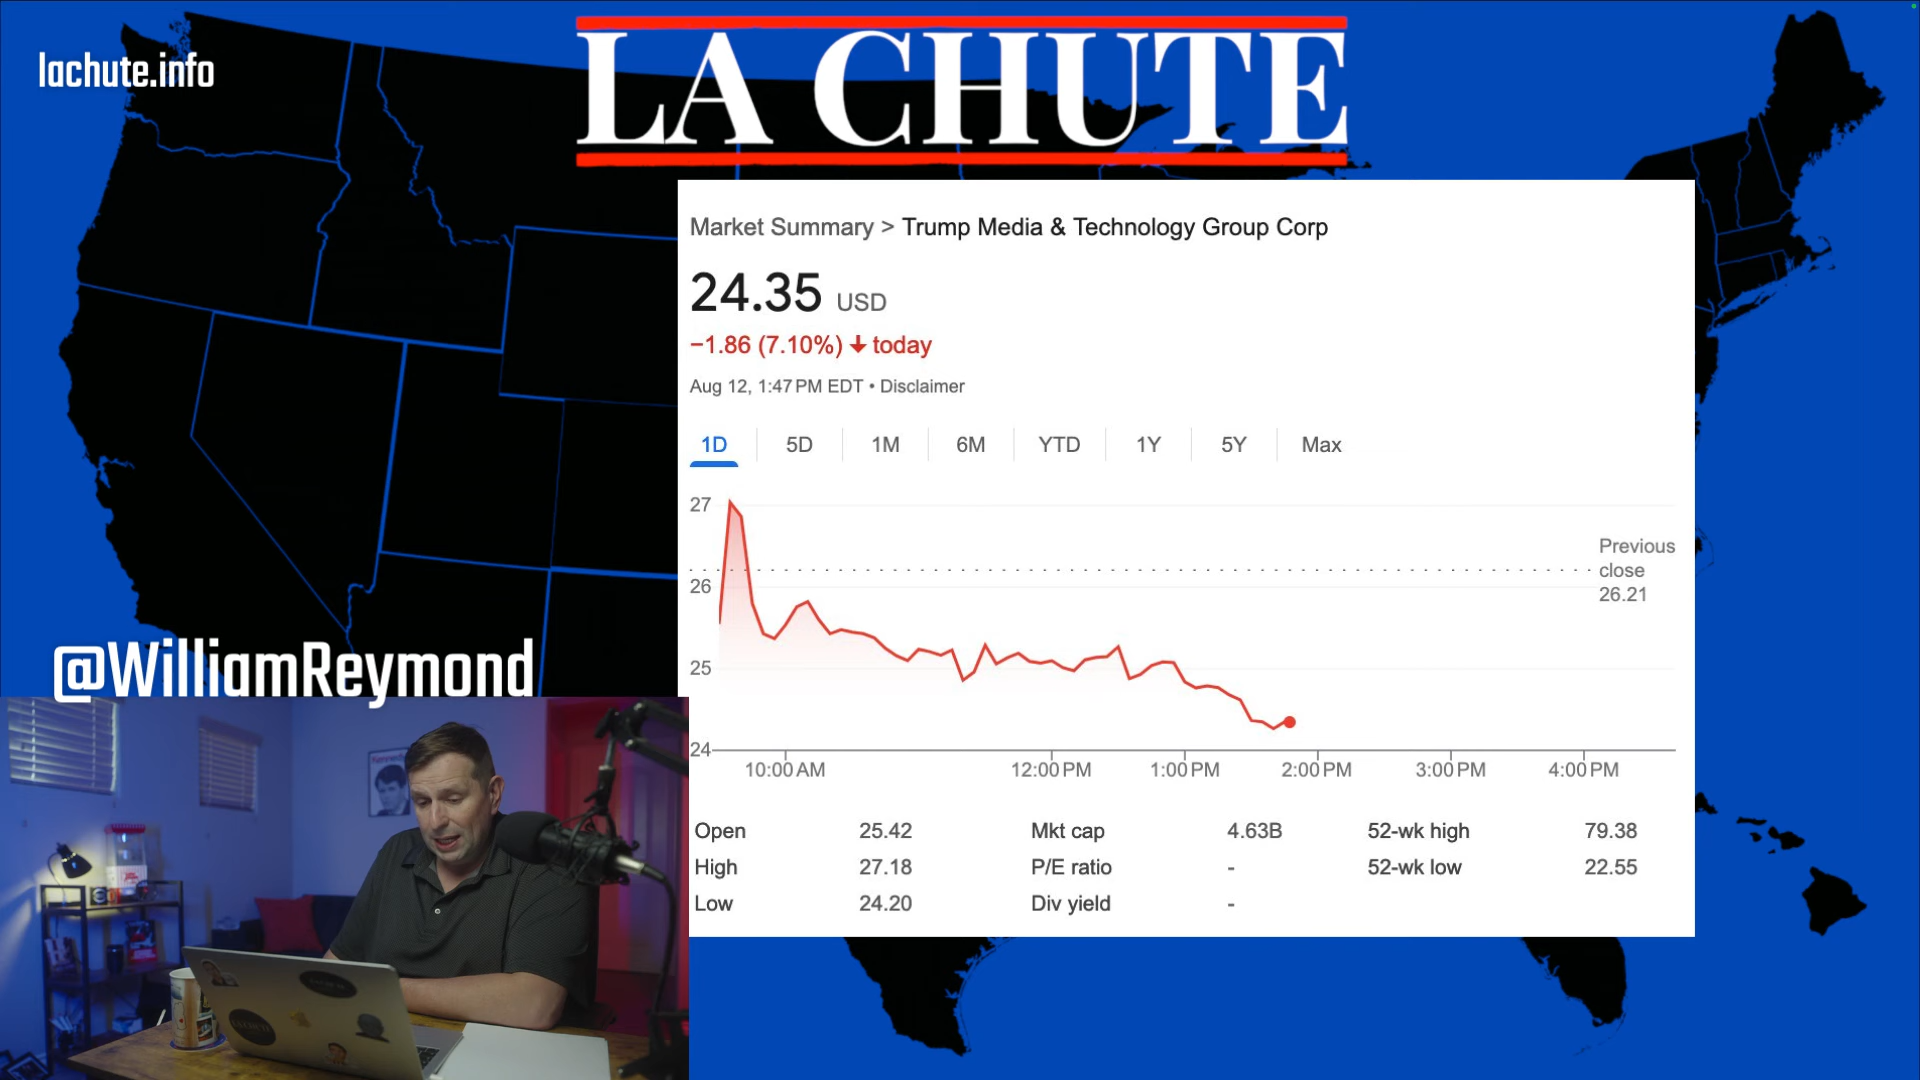 lachute.info
LA CHUTE
Market Summary > Trump Media & Technology Group Corp
24.35 USD
−1.86 (7.10%) ↓ today
Aug 12, 1:47 PM EDT • Disclaimer
1D 5D 1M 6M YTD 1Y 5Y Max
27
Previous
close
26.21
26
25
24
10:00 AM 12:00 PM 1:00 PM 2:00 PM 3:00 PM 4:00 PM
Open 25.42 Mkt cap 4.63B 52-wk high 79.38
High 27.18 P/E ratio - 52-wk low 22.55
Low 24.20 Div yield -
@WilliamReymond
Kennedy